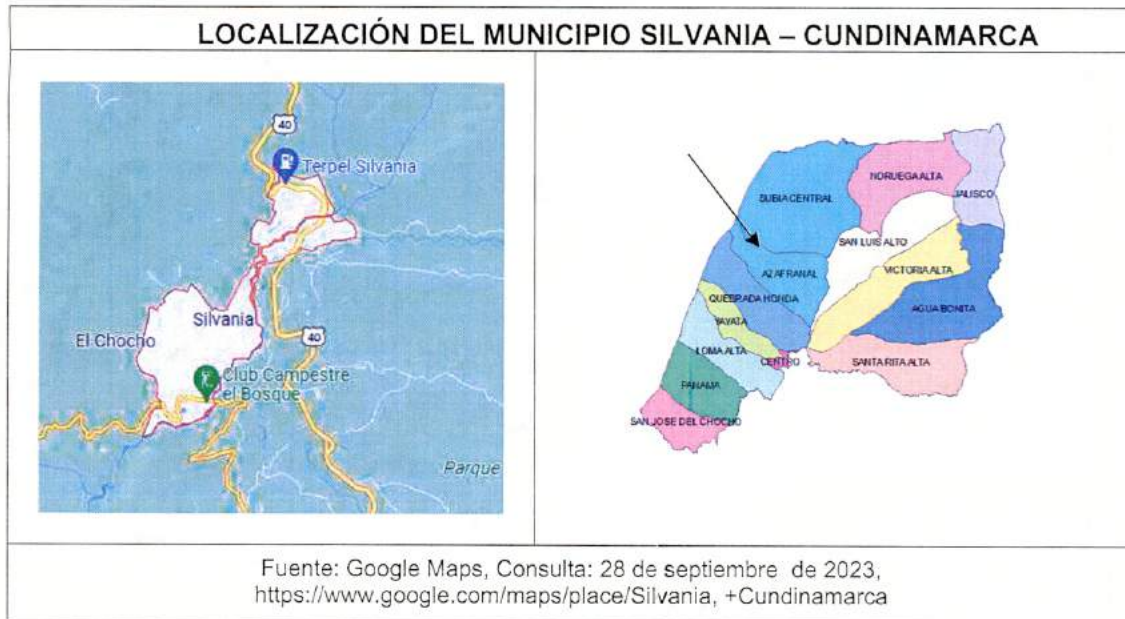 LOCALIZACIÓN DEL MUNICIPIO SILVANIA – CUNDINAMARCA
40
Terpel Silvania
Silvania
El Chocho
40
Club Campestre
el Bosque
Parque
NORUEGA ALTA
JALISCO
SUBIA CENTRAL
SAN LUIS ALTO
AZAFRANAL
VICTORIA ALTA
QUEBRADA HONDA
AGUA BONITA
YAYATA
LOMA ALTA
CENTRO
SANTA RITA ALTA
PANAMA
SAN JOSE DEL CHOCHO
Fuente: Google Maps, Consulta: 28 de septiembre de 2023,
https://www.google.com/maps/place/Silvania, +Cundinamarca